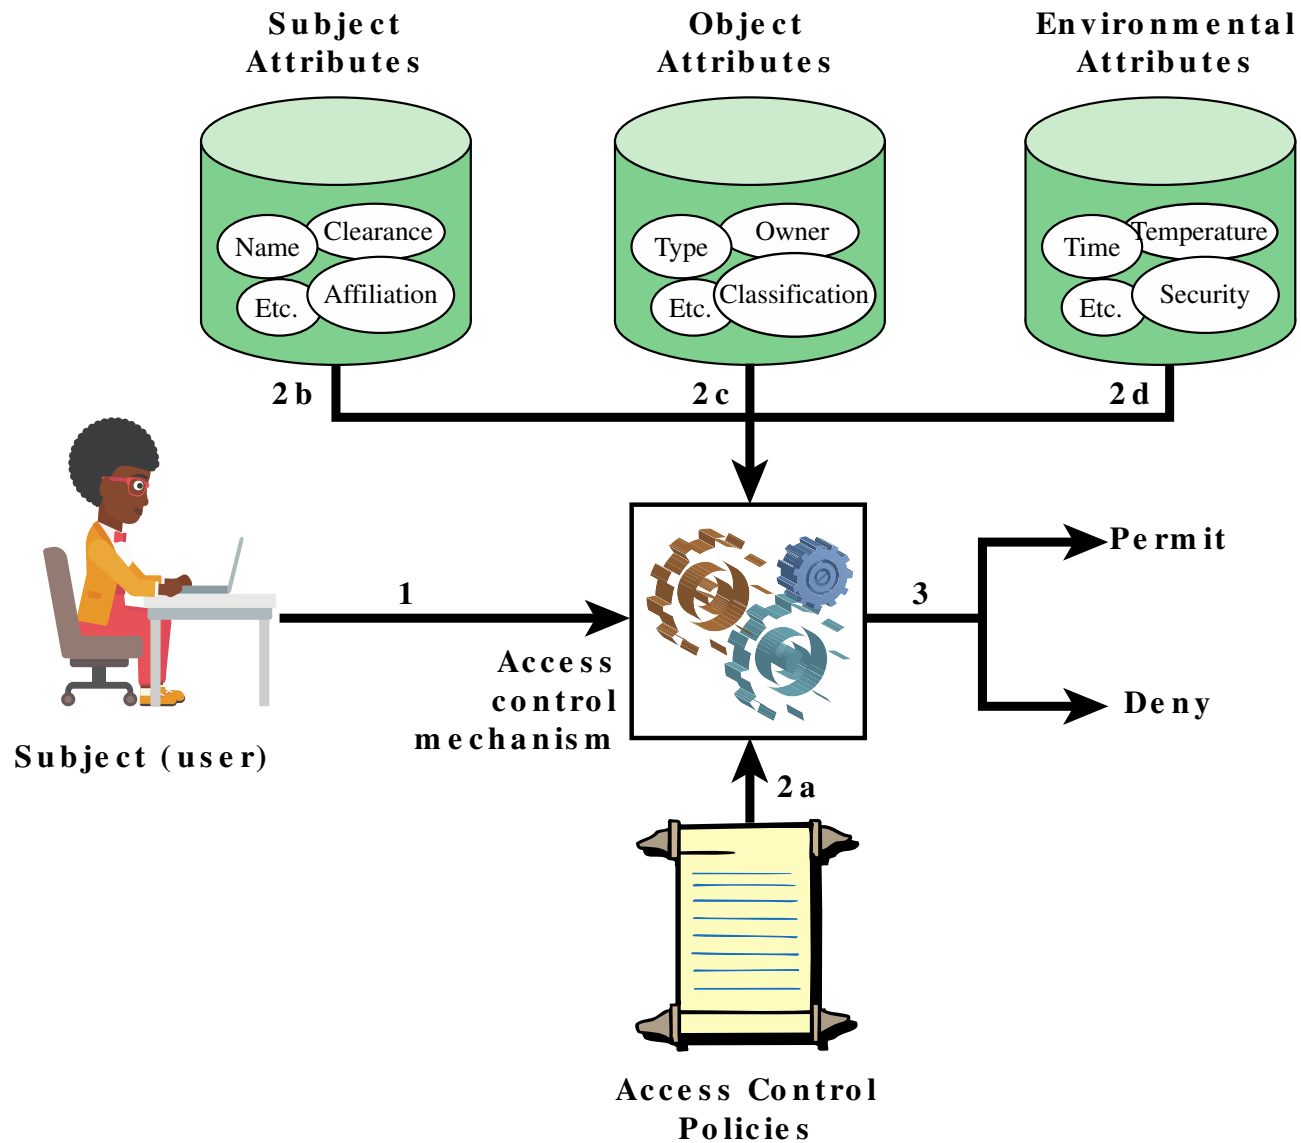 Subject
Attributes
Object
Attributes
Environmental
Attributes
Name
Clearance
Etc.
Affiliation
Type
Owner
Etc.
Classification
Time
Temperature
Etc.
Security
2b
2c
2d
1
3
Permit
Deny
Access
control
mechanism
Subject (user)
2a
Access Control
Policies